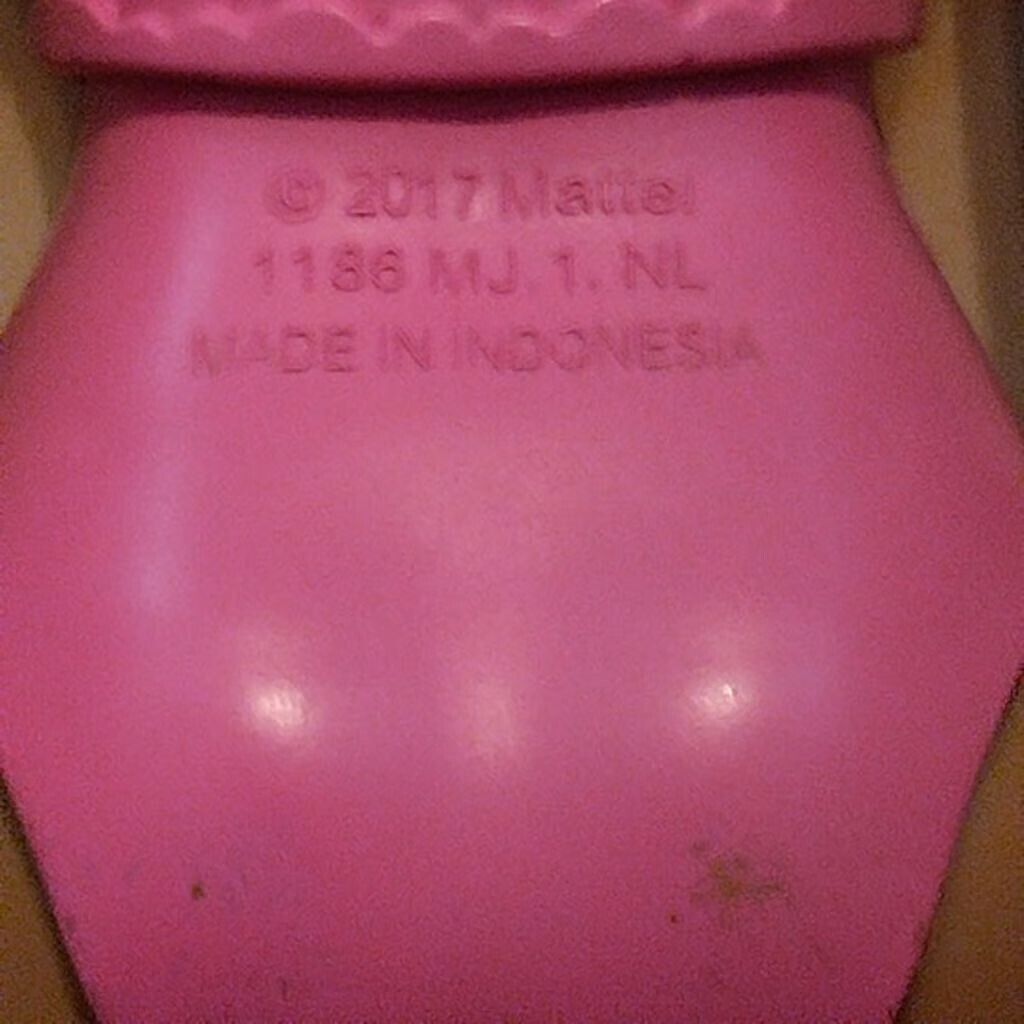 © 2017 Mattel
1186 MJ. 1. NL
MADE IN INDONESIA